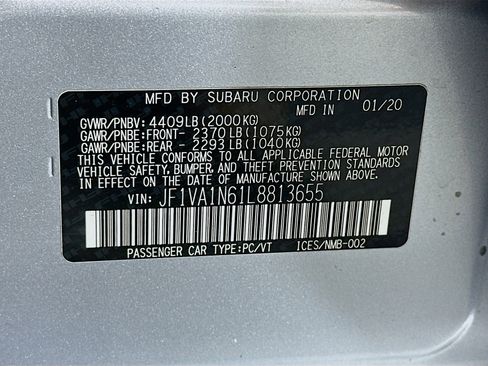 MFD BY SUBARU CORPORATION
MFD IN 01/20
GVWR/PNBV: 4409LB(2000KG)
GAWR/PNBE:FRONT- 2370LB(1075KG)
GAWR/PNBE:REAR - 2293LB(1040KG)
THIS VEHICLE CONFORMS TO ALL APPLICABLE FEDERAL MOTOR
VEHICLE SAFETY, BUMPER, AND THEFT PREVENTION STANDARDS
IN EFFECT ON THE DATE OF MANUFACTURE SHOWN ABOVE.
VIN: JF1VA1N61L8813655
PASSENGER CAR TYPE:PC/VT ICES/NMB-002